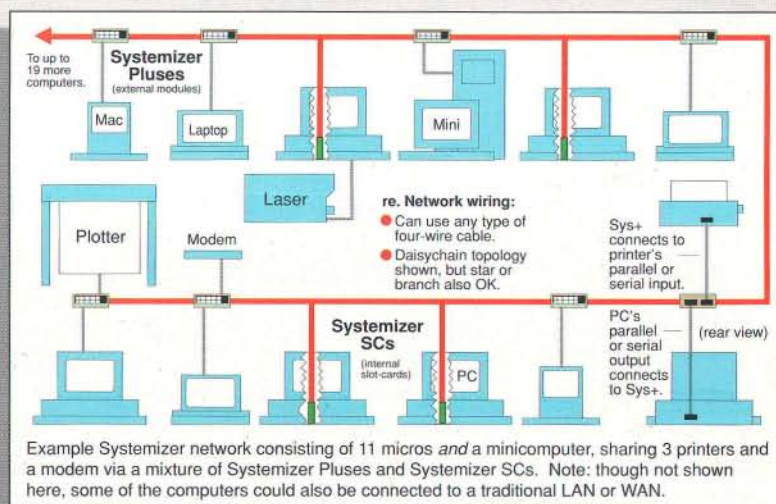 To up to
19 more
computers.
Systemizer
Pluses
(external modules)
Mac
Laptop
Mini
Laser
Plotter
Modem
re. Network wiring:
Can use any type of
four-wire cable.
Daisychain topology
shown, but star or
branch also OK.
Sys+
connects to
printer's
parallel or
serial input.
Systemizer
SCs
(internal
slot-cards)
PC
PC's
parallel
or serial
output
connects
to Sys+.
(rear view)
Example Systemizer network consisting of 11 micros and a minicomputer, sharing 3 printers and
a modem via a mixture of Systemizer Pluses and Systemizer SCs. Note: though not shown
here, some of the computers could also be connected to a traditional LAN or WAN.